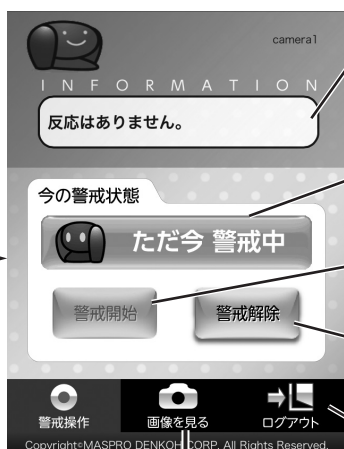 camera1
INFORMATION
反応はありません。
今の警戒状態
ただ今 警戒中
警戒開始
警戒解除
警戒操作
画像を見る
ログアウト
Copyright©MASPRO DENKOH CORP. All Rights Reserved.